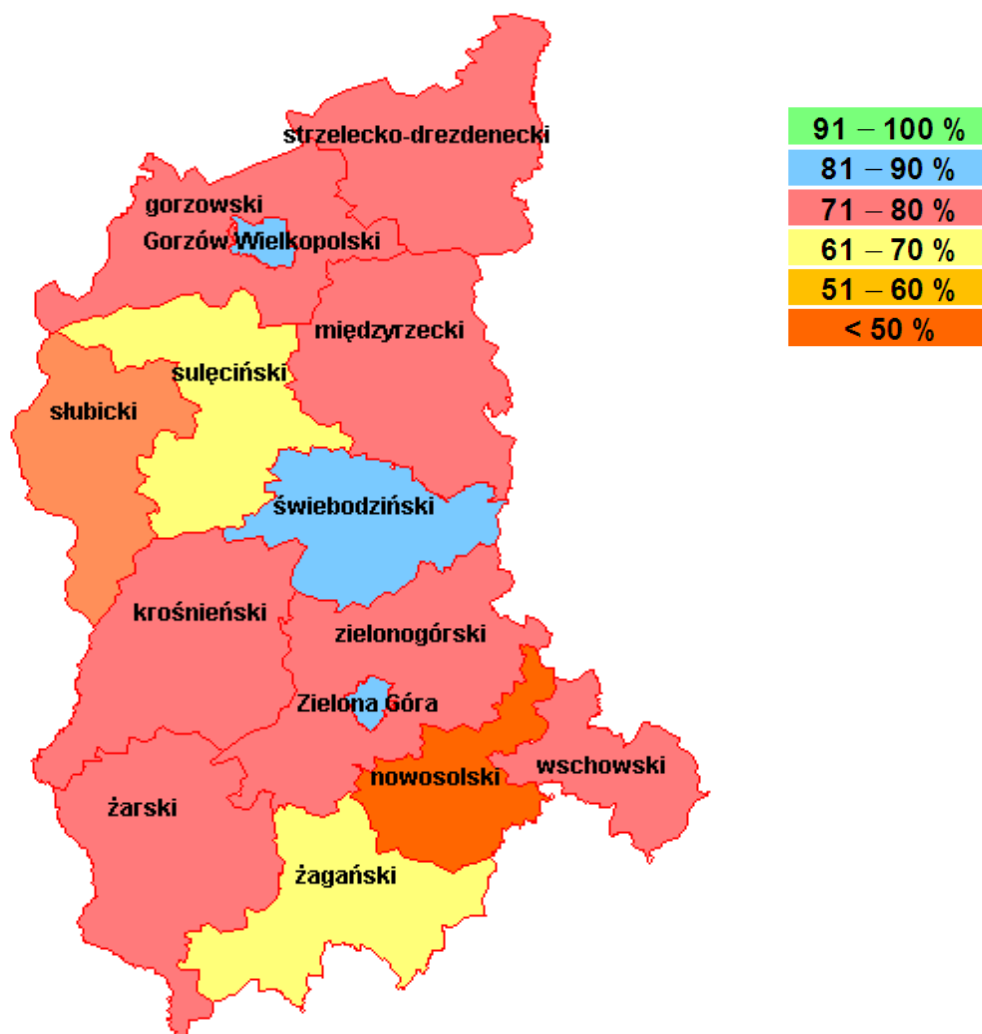 strzelecko-drezdenecki
gorzowski
Gorzów Wielkopolski
międzyrzecki
sulęciński
słubicki
świebodziński
krośnieński
zielonogórski
Zielona Góra
wschowski
nowosolski
żarski
żagański
91 – 100 %
81 – 90 %
71 – 80 %
61 – 70 %
51 – 60 %
< 50 %